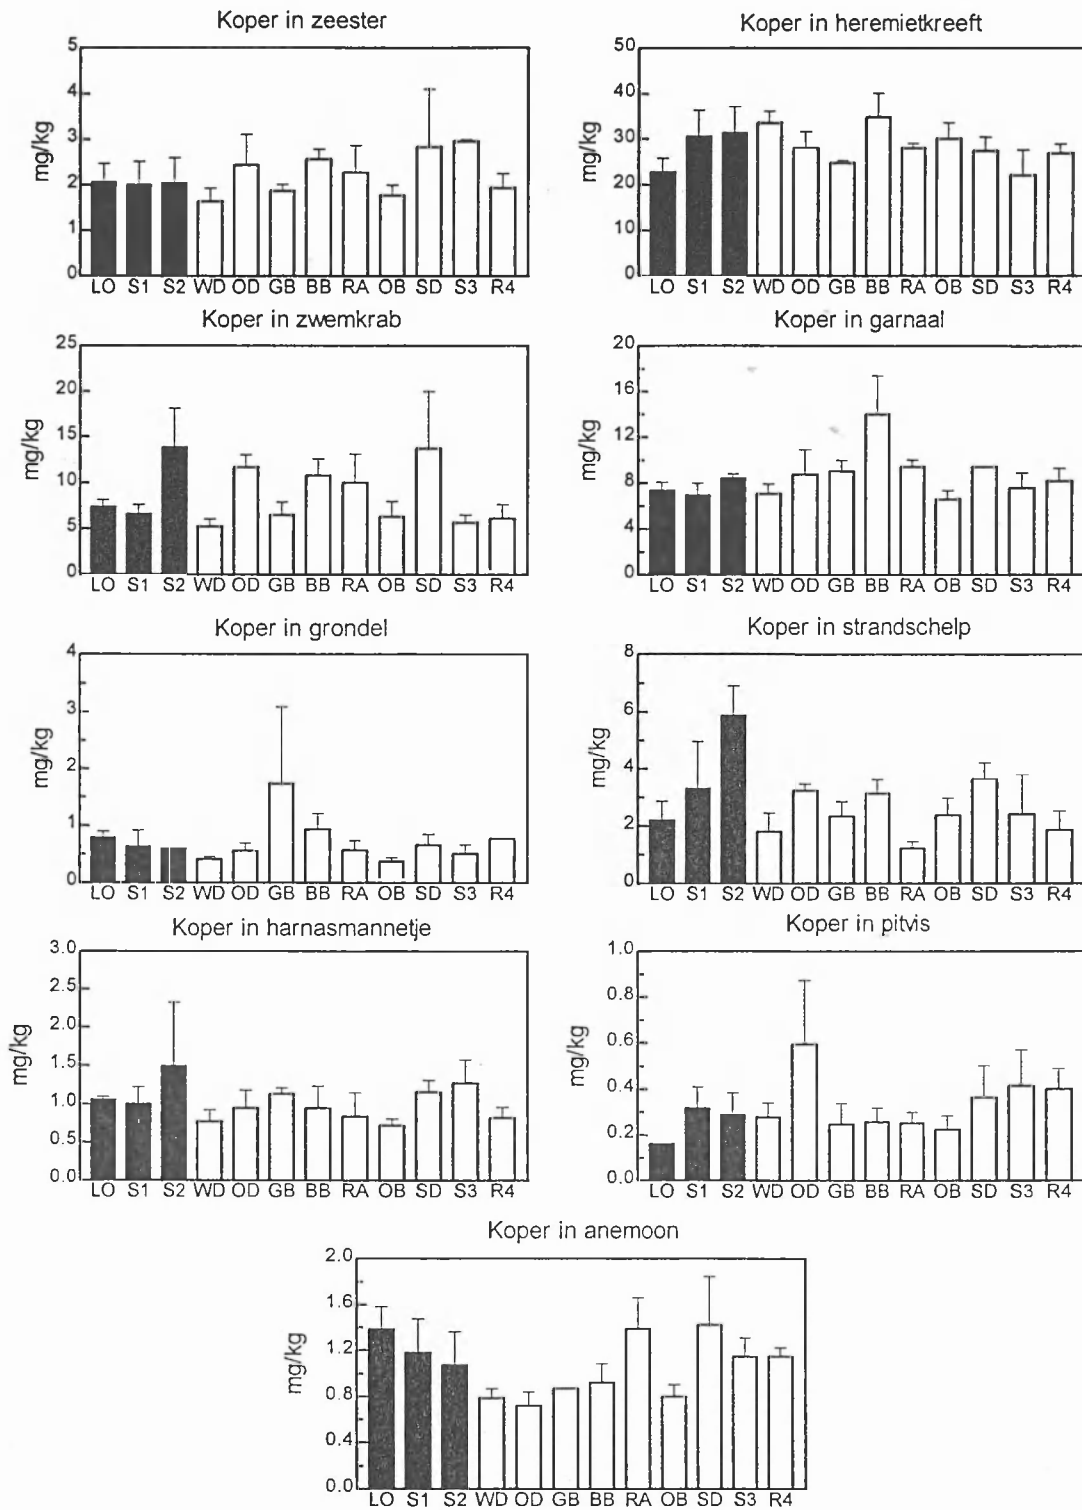 Koper in zeester
5
4
3
2
1
0
mg/kg
LO S1 S2 WD OD GB BB RA OB SD S3 R4
Koper in heremietkreeft
50
40
30
20
10
0
mg/kg
LO S1 S2 WD OD GB BB RA OB SD S3 R4
Koper in zwemkrab
25
20
15
10
5
0
mg/kg
LO S1 S2 WD OD GB BB RA OB SD S3 R4
Koper in garnaal
20
16
12
8
4
0
mg/kg
LO S1 S2 WD OD GB BB RA OB SD S3 R4
Koper in grondel
4
3
2
1
0
mg/kg
LO S1 S2 WD OD GB BB RA OB SD S3 R4
Koper in strandschelp
8
6
4
2
0
mg/kg
LO S1 S2 WD OD GB BB RA OB SD S3 R4
Koper in harnasmannetje
3.0
2.5
2.0
1.5
1.0
0.5
0.0
mg/kg
LO S1 S2 WD OD GB BB RA OB SD S3 R4
Koper in pitvis
1.0
0.8
0.6
0.4
0.2
0.0
mg/kg
LO S1 S2 WD OD GB BB RA OB SD S3 R4
Koper in anemoon
2.0
1.6
1.2
0.8
0.4
0.0
mg/kg
LO S1 S2 WD OD GB BB RA OB SD S3 R4